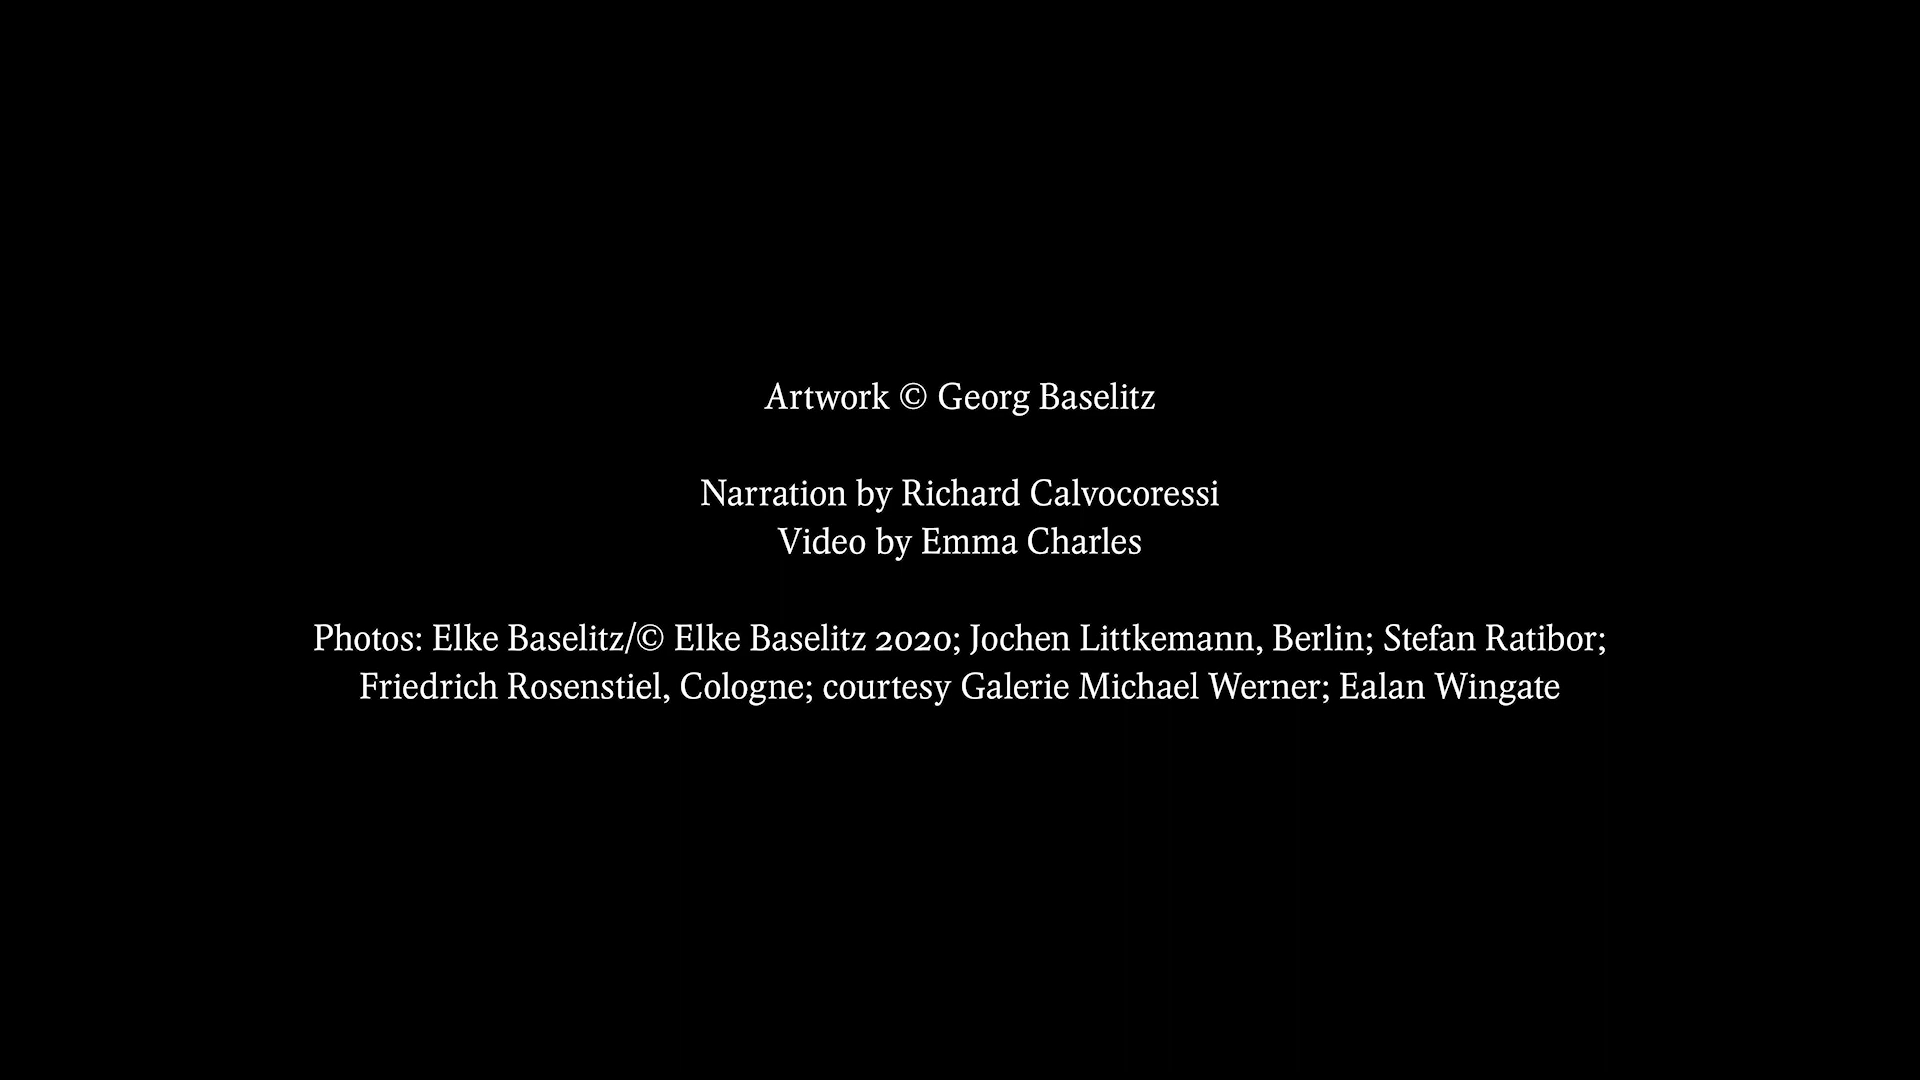 Artwork © Georg Baselitz
Narration by Richard Calvocoressi
Video by Emma Charles
Photos: Elke Baselitz/© Elke Baselitz 2020; Jochen Littkemann, Berlin; Stefan Ratibor;
Friedrich Rosenstiel, Cologne; courtesy Galerie Michael Werner; Ealan Wingate